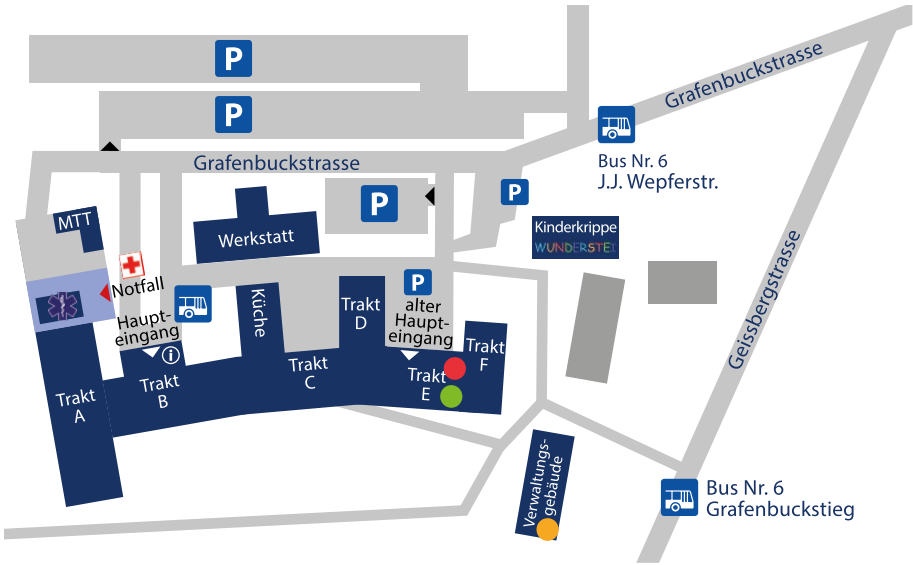 P
P
Grafenbuckstrasse
Grafenbuckstrasse
Bus Nr. 6
J.J. Wepferstr.
P
P
MTT
Werkstatt
Kinderkrippe
WUNDERSTEI
Notfall
P
Küche
Trakt
D
alter
Haupt-
eingang
Haupt-
eingang
i
Trakt
F
Trakt
A
Trakt
B
Trakt
C
Trakt
E
Geissbergstrasse
Verwaltungs-
gebäude
Bus Nr. 6
Grafenbuckstieg